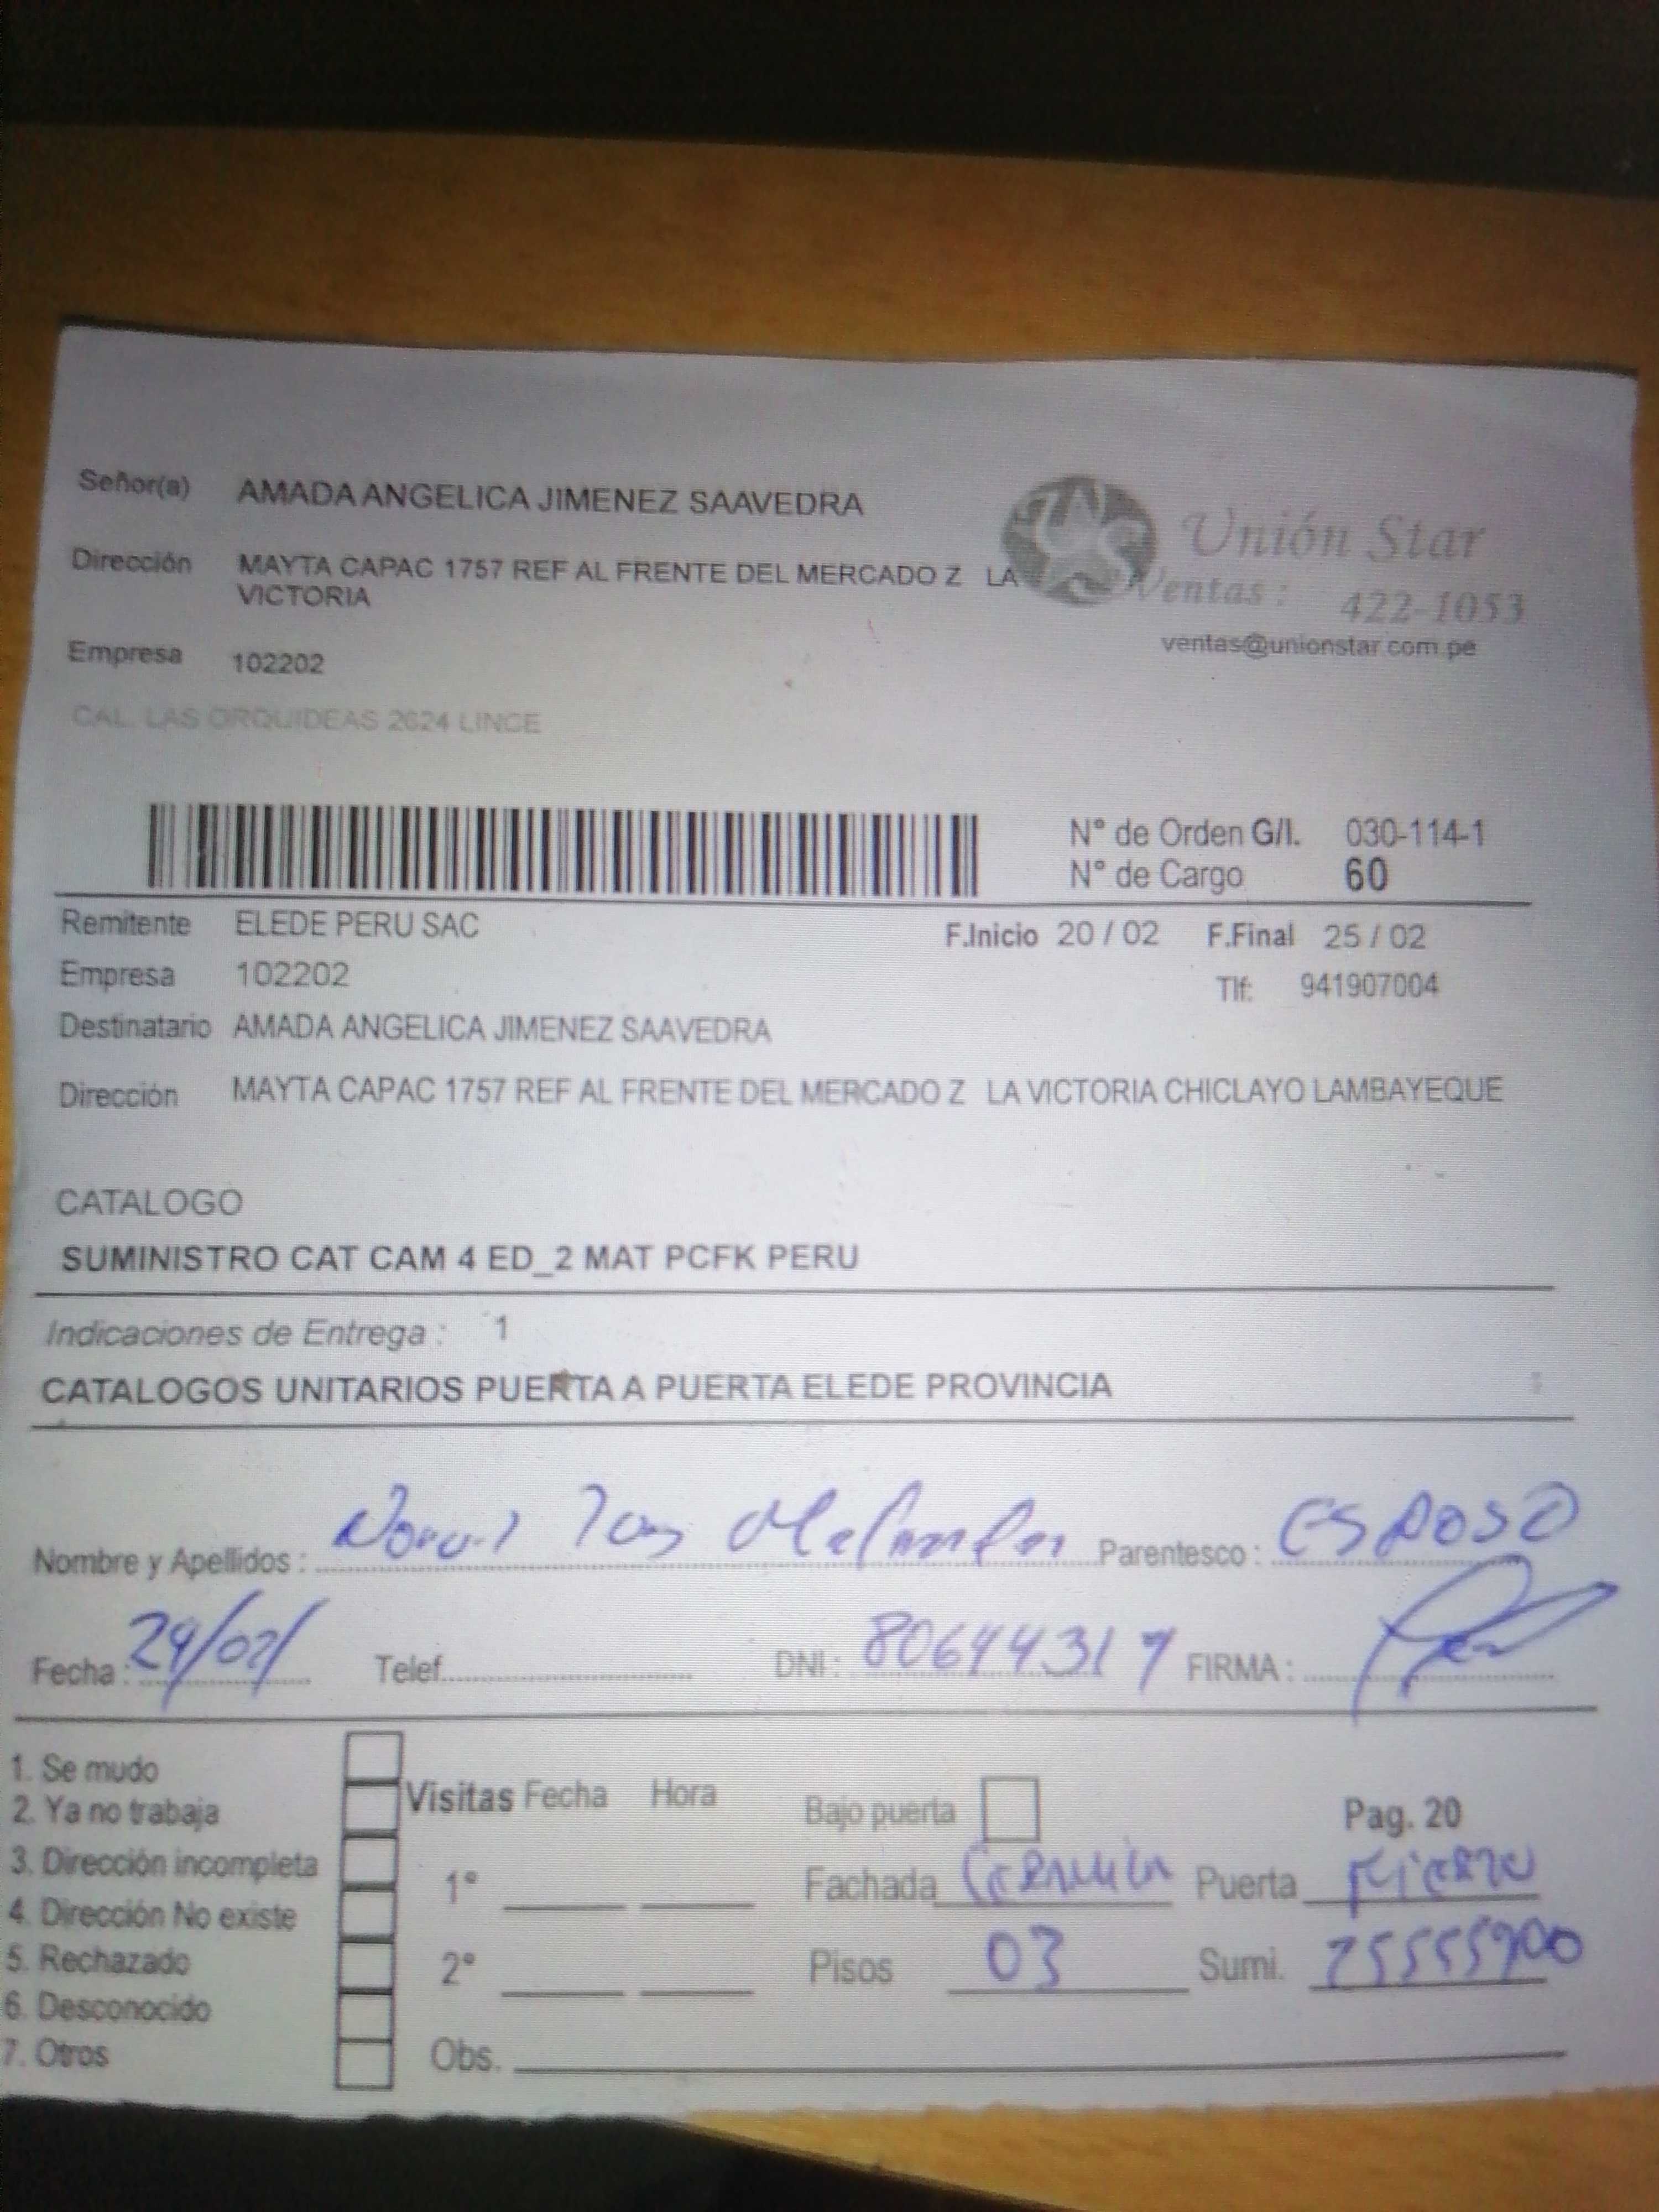 Señor(a) AMADA ANGELICA JIMENEZ SAAVEDRA
Unión Star
Dirección MAYTA CAPAC 1757 REF AL FRENTE DEL MERCADO Z LA VICTORIA
Ventas: 422-1053
ventas@unionstar.com.pe
Empresa 102202
CAL. LAS ORQUIDEAS 2624 LINCE
N° de Orden G/I. 030-114-1
N° de Cargo 60
Remitente ELEDE PERU SAC F.Inicio 20 / 02 F.Final 25 / 02
Empresa 102202 Tlf: 941907004
Destinatario AMADA ANGELICA JIMENEZ SAAVEDRA
Dirección MAYTA CAPAC 1757 REF AL FRENTE DEL MERCADO Z LA VICTORIA CHICLAYO LAMBAYEQUE
CATALOGO
SUMINISTRO CAT CAM 4 ED_2 MAT PCFK PERU
Indicaciones de Entrega : 1
CATALOGOS UNITARIOS PUERTA A PUERTA ELEDE PROVINCIA
Nombre y Apellidos : Parentesco : ESPOSO
Fecha : 24/02/ Telef. DNI : 80644317 FIRMA :
1. Se mudo
2. Ya no trabaja
3. Dirección incompleta
4. Dirección No existe
5. Rechazado
6. Desconocido
7. Otros
Visitas Fecha Hora
1°
2°
Obs.
Bajo puerta Pag. 20
Fachada Puerta
Pisos 03 Sumi. 25555900